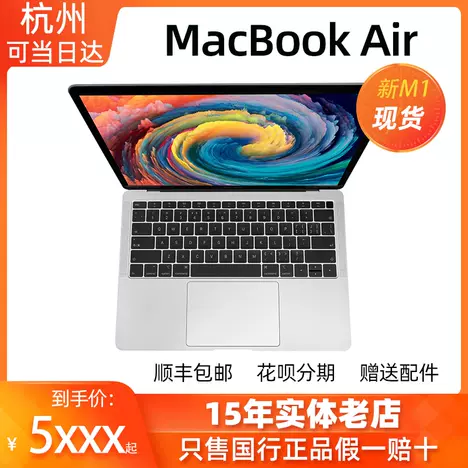 杭州
可当日达
MacBook Air
新M1
现货
顺丰包邮 花呗分期 赠送配件
到手价:
¥5xxx起
15年实体老店
只售国行正品假一赔十